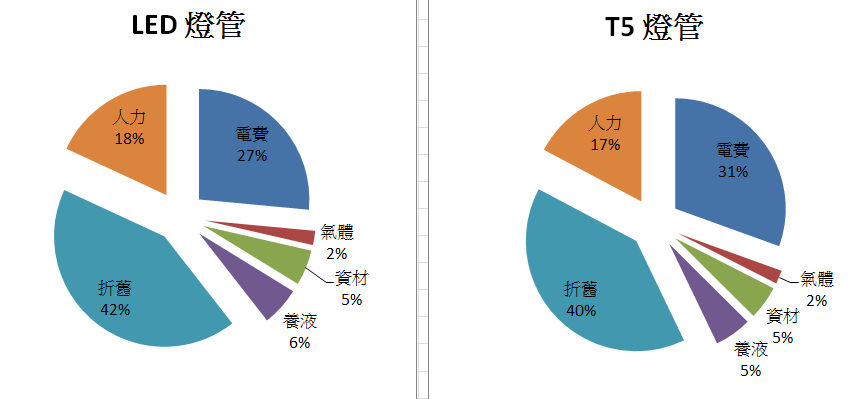 LED 燈管
電費
27%
氣體
2%
資材
5%
養液
6%
折舊
42%
人力
18%
T5 燈管
電費
31%
氣體
2%
資材
5%
養液
5%
折舊
40%
人力
17%